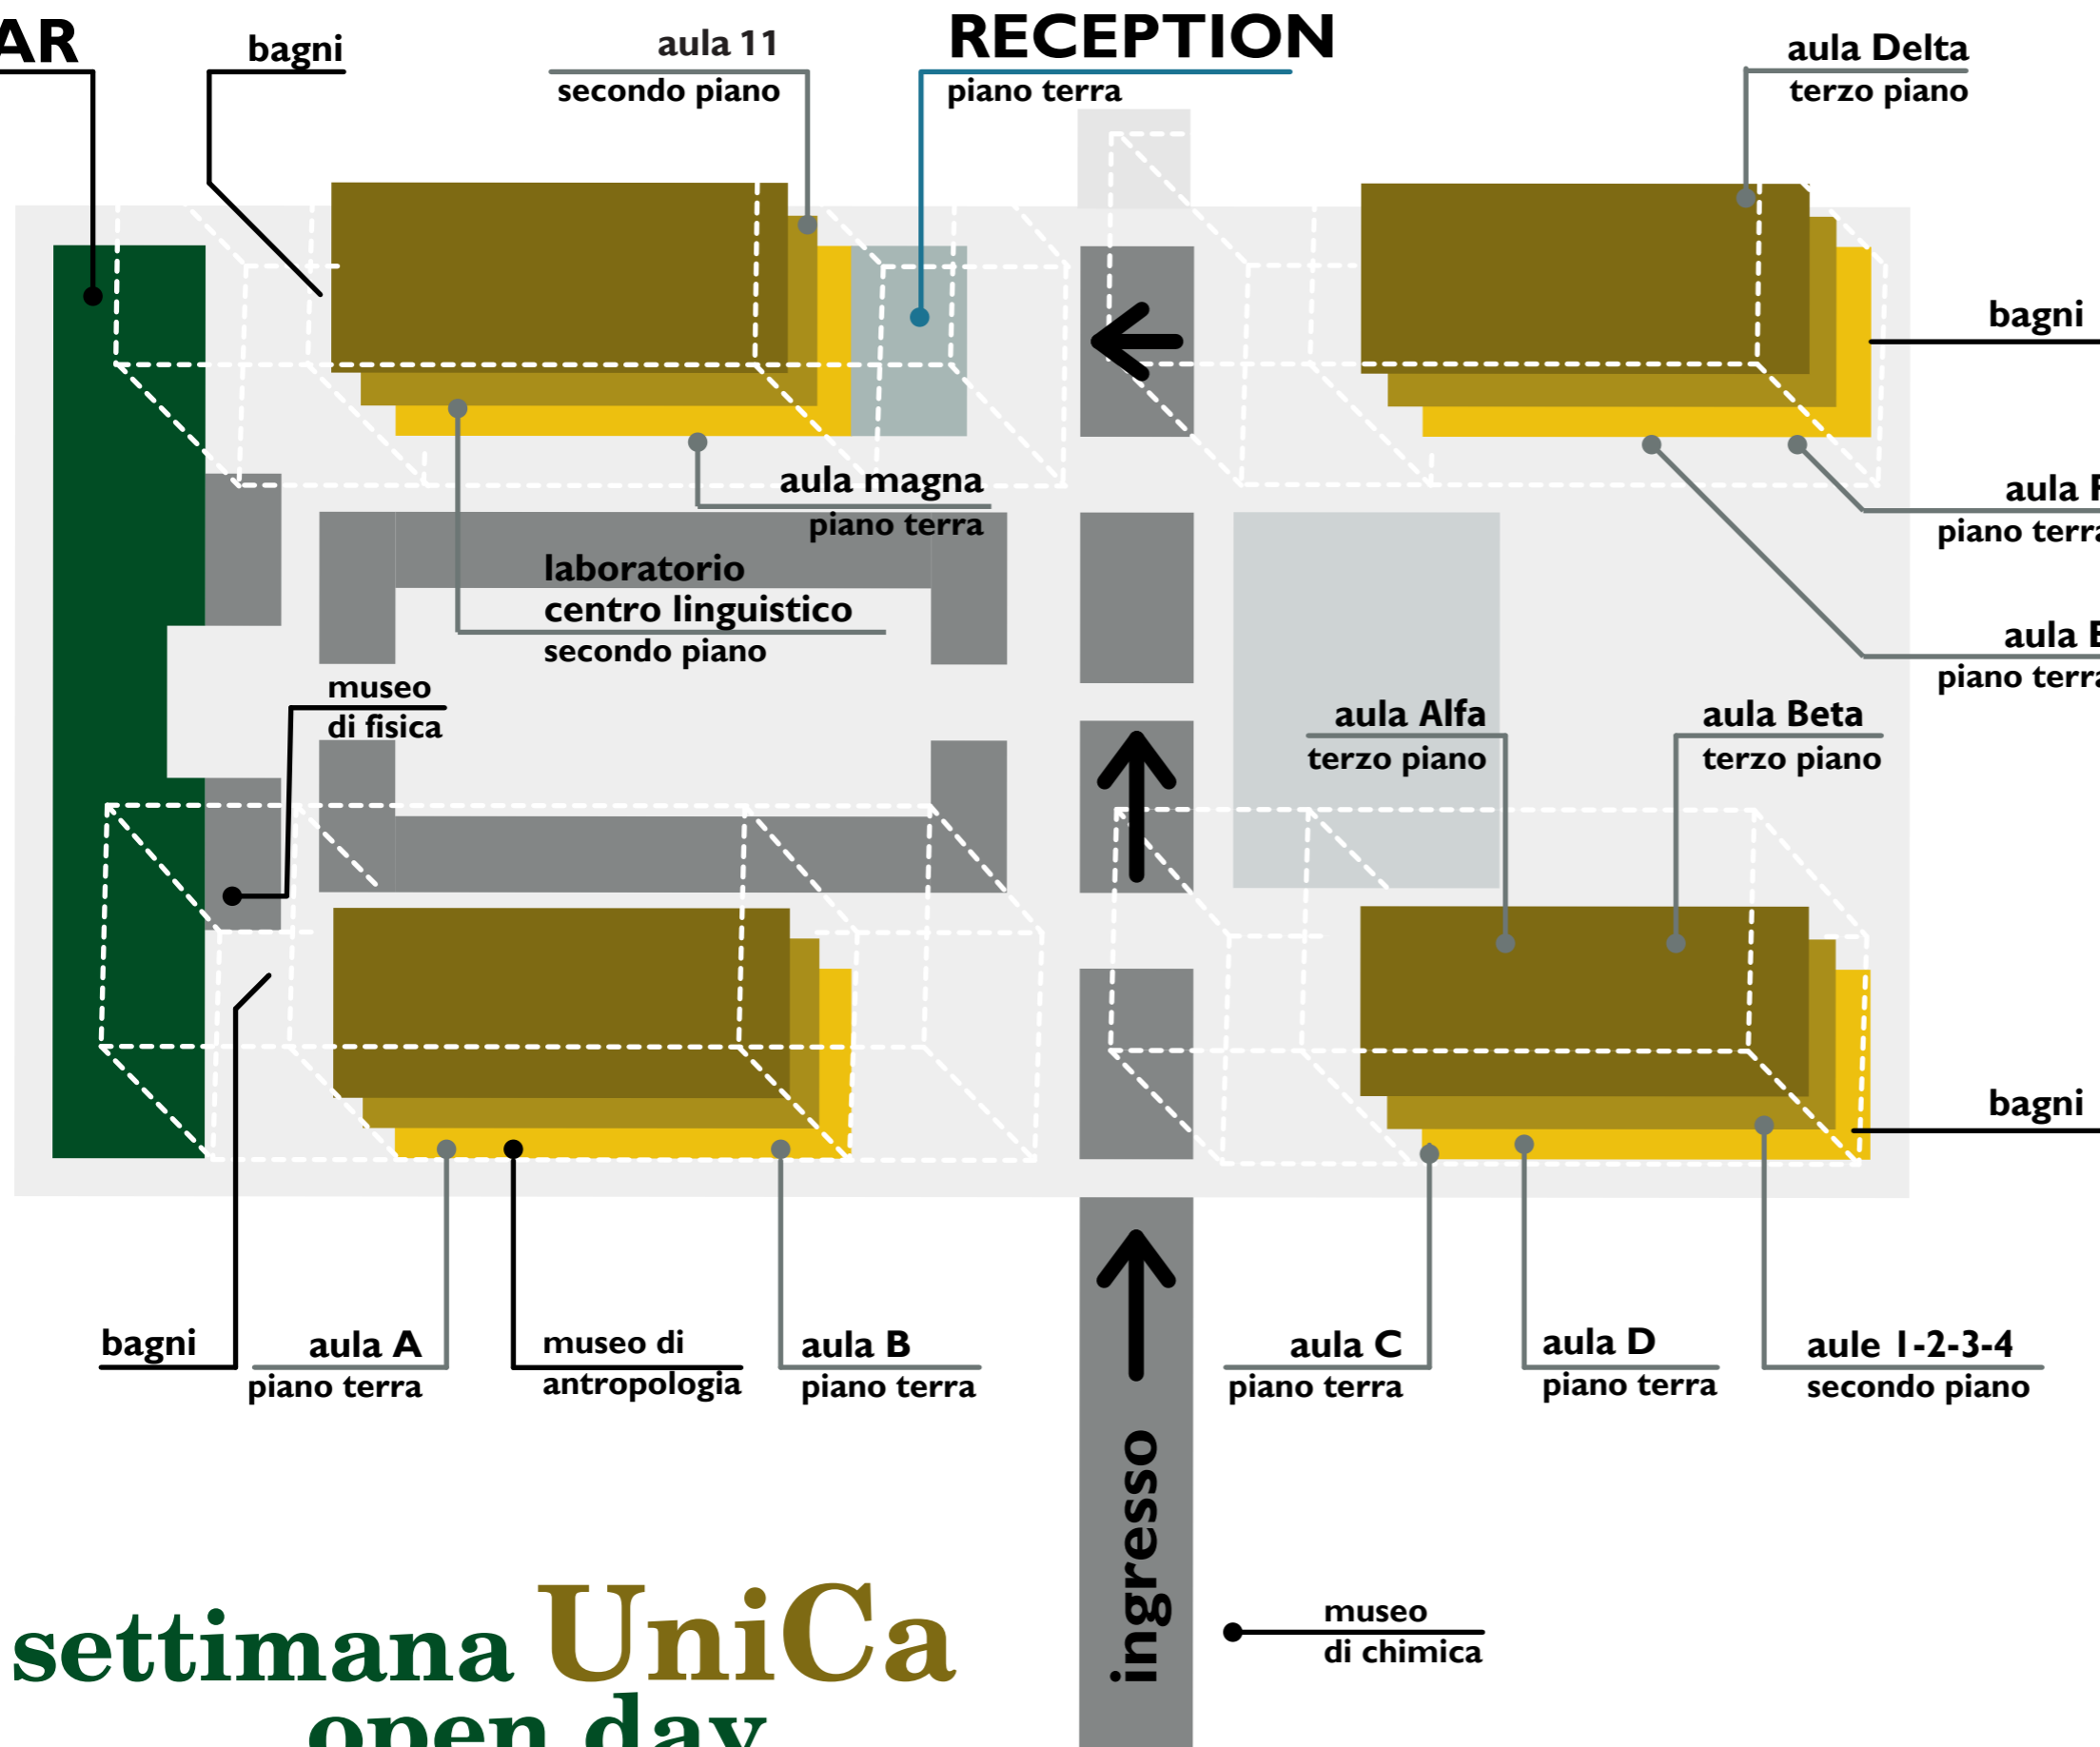 AR
bagni
aula 11
secondo piano
RECEPTION
piano terra
aula Delta
terzo piano
bagni
aula magna
piano terra
aula
piano terra
laboratorio
centro linguistico
secondo piano
aula
piano terra
museo
di fisica
aula Alfa
terzo piano
aula Beta
terzo piano
bagni
bagni
aula A
piano terra
museo di
antropologia
aula B
piano terra
aula C
piano terra
aula D
piano terra
aule 1-2-3-4
secondo piano
ingresso
museo
di chimica
settimana UniCa
open day